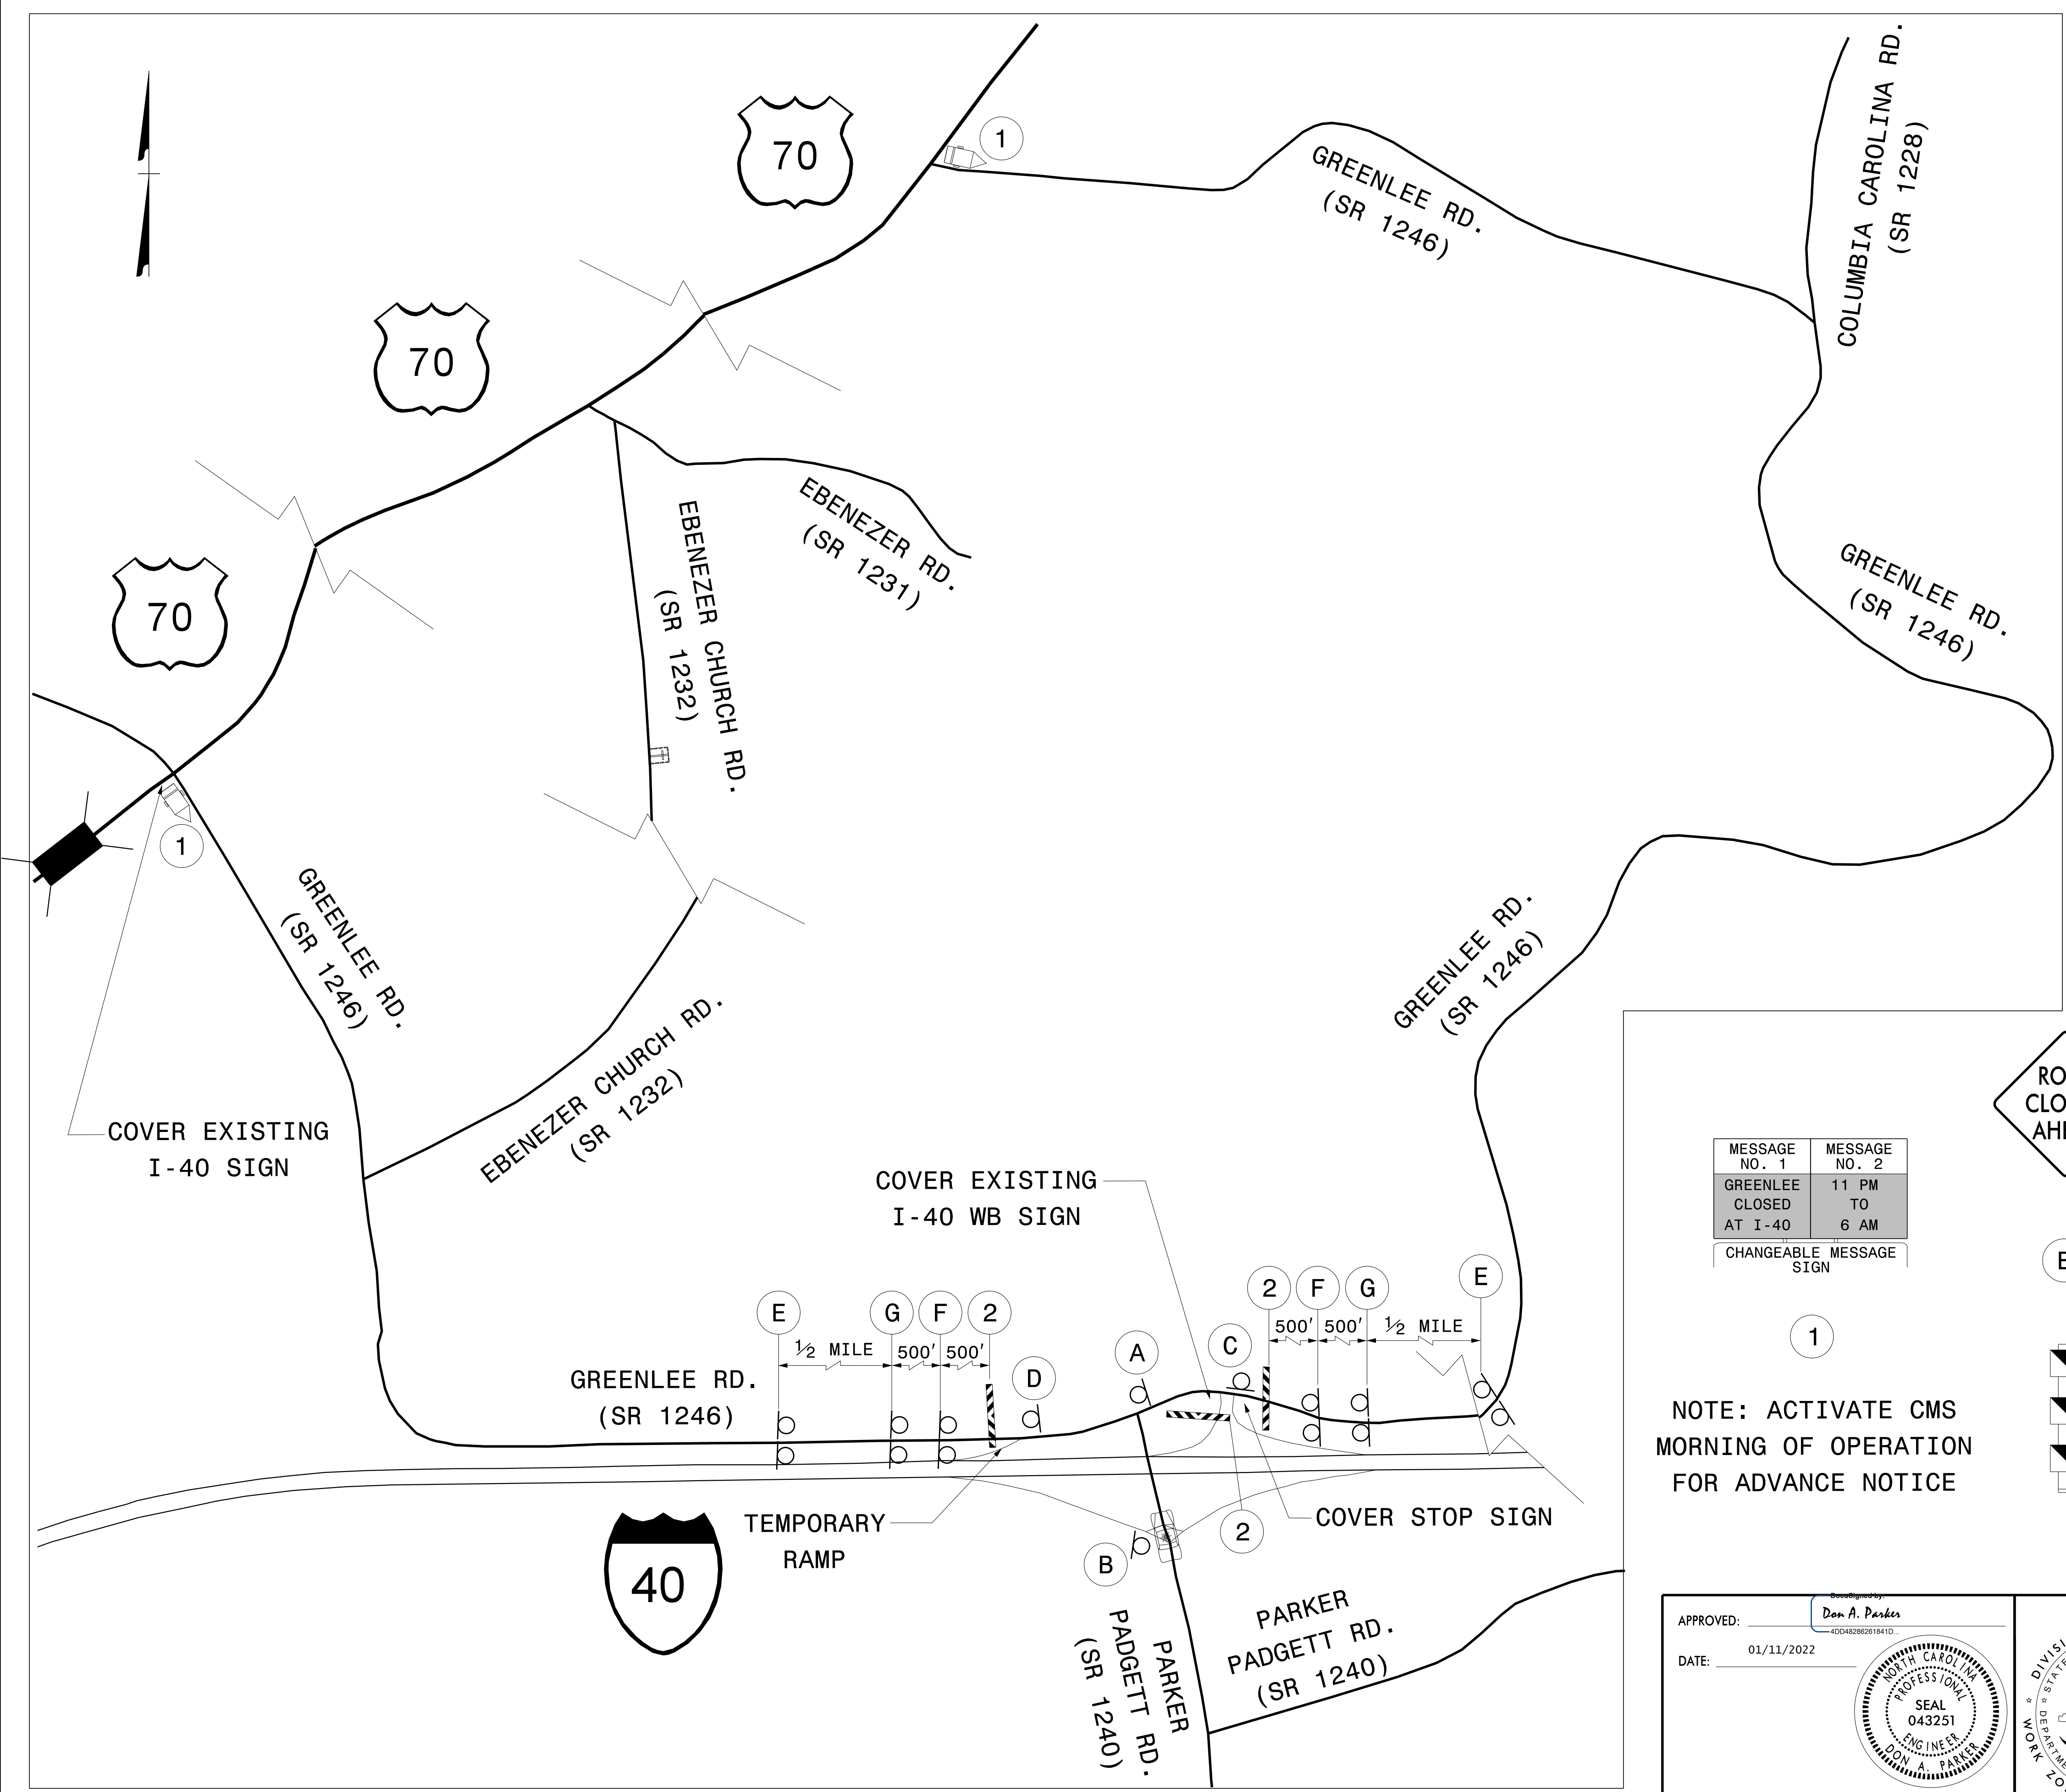 70
1
GREENLEE RD.
(SR 1246)
COLUMBIA CAROLINA RD.
(SR 1228)
70
EBENEZER RD.
(SR 1231)
EBENEZER CHURCH RD.
(SR 1232)
GREENLEE RD.
(SR 1246)
70
1
GREENLEE RD.
(SR 1246)
GREENLEE RD.
(SR 1246)
EBENEZER CHURCH RD.
(SR 1232)
COVER EXISTING
I-40 SIGN
COVER EXISTING
I-40 WB SIGN
E
G
F
2
½ MILE
500'
500'
GREENLEE RD.
(SR 1246)
D
A
C
2
F
G
E
500'
500'
½ MILE
TEMPORARY
RAMP
40
B
2
COVER STOP SIGN
PARKER
PADGETT RD.
(SR 1240)
PARKER
PADGETT RD.
(SR 1240)
MESSAGE
NO. 1
MESSAGE
NO. 2
GREENLEE
CLOSED
AT I-40
11 PM
TO
6 AM
CHANGEABLE MESSAGE
SIGN
1
NOTE: ACTIVATE CMS
MORNING OF OPERATION
FOR ADVANCE NOTICE
RO
CLO
AH
APPROVED:
DocuSigned by:
Don A. Parker
4DD48286261841D...
DATE: 01/11/2022
NORTH CAROLINA
PROFESSIONAL
SEAL
043251
ENGINEER
DON A. PARKER